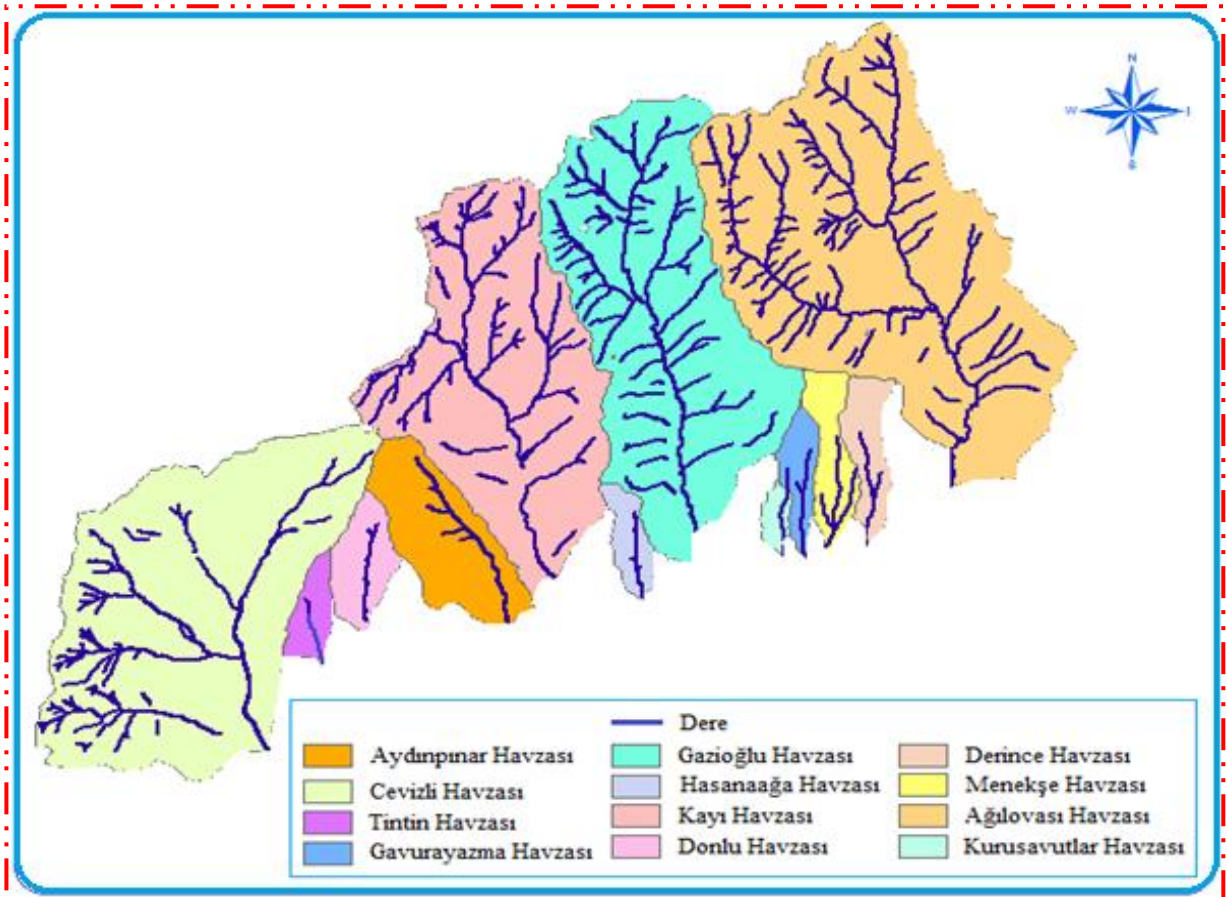 N
W
I
S
Dere
Aydınpınar Havzası
Cevizli Havzası
Tintin Havzası
Gavurayazma Havzası
Gazioğlu Havzası
Hasanaağa Havzası
Kayı Havzası
Donlu Havzası
Derince Havzası
Menekşe Havzası
Ağılovası Havzası
Kurusavutlar Havzası